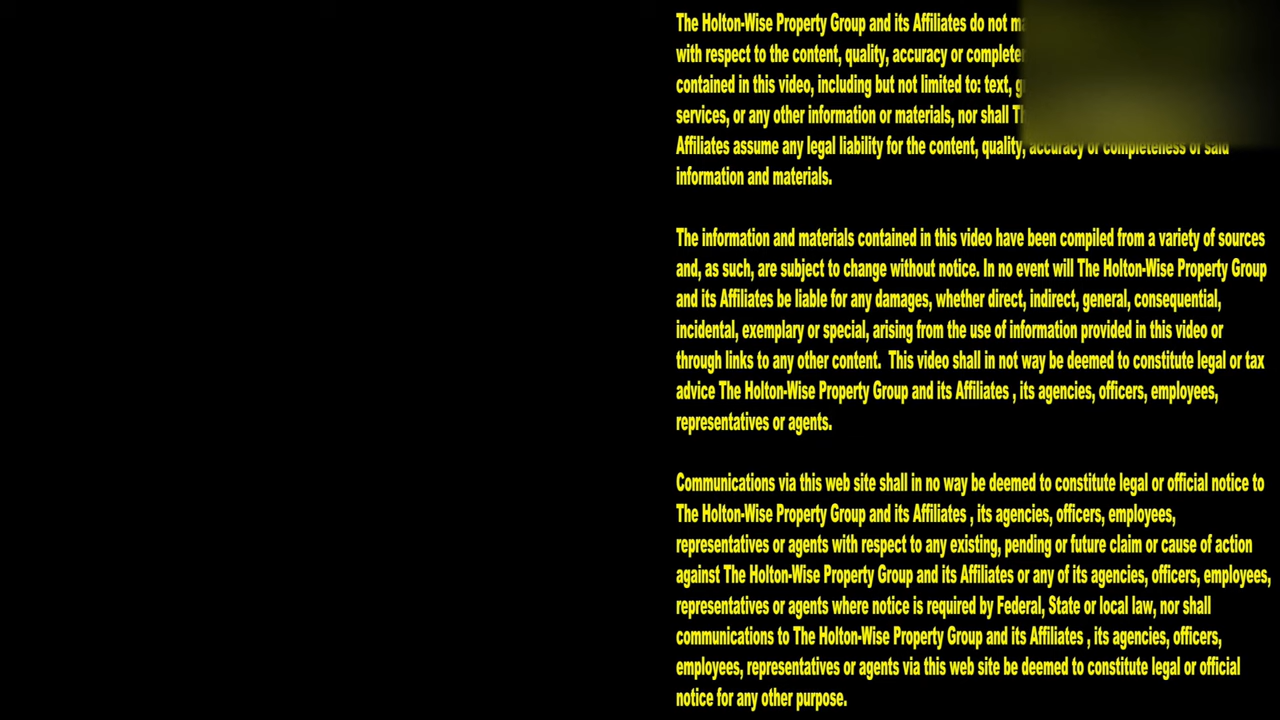 The Holton-Wise Property Group and its Affiliates do not
with respect to the content, quality, accuracy or
contained in this video, including but not limited to: text,
services, or any other information or materials, nor shall
Affiliates assume any legal liability for the content, quality, accuracy or completeness of said
information and materials.
The information and materials contained in this video have been compiled from a variety of sources
and, as such, are subject to change without notice. In no event will The Holton-Wise Property Group
and its Affiliates be liable for any damages, whether direct, indirect, general, consequential,
incidental, exemplary or special, arising from the use of information provided in this video or
through links to any other content. This video shall in not way be deemed to constitute legal or tax
advice The Holton-Wise Property Group and its Affiliates , its agencies, officers, employees,
representatives or agents.
Communications via this web site shall in no way be deemed to constitute legal or official notice to
The Holton-Wise Property Group and its Affiliates , its agencies, officers, employees,
representatives or agents with respect to any existing, pending or future claim or cause of action
against The Holton-Wise Property Group and its Affiliates or any of its agencies, officers, employees,
representatives or agents where notice is required by Federal, State or local law, nor shall
communications to The Holton-Wise Property Group and its Affiliates , its agencies, officers,
employees, representatives or agents via this web site be deemed to constitute legal or official
notice for any other purpose.